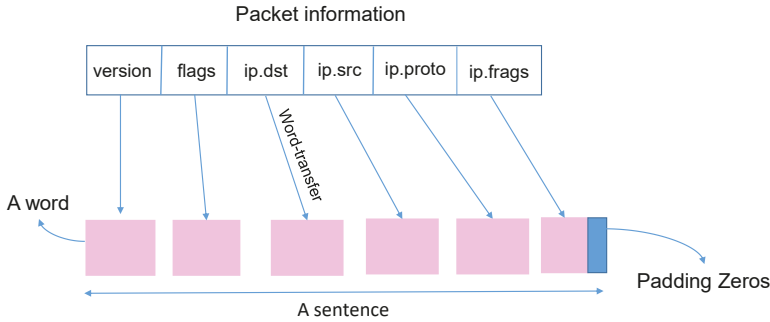 Packet information
version flags ip.dst ip.src ip.proto ip.frags
Word-transfer
A word
Padding Zeros
A sentence